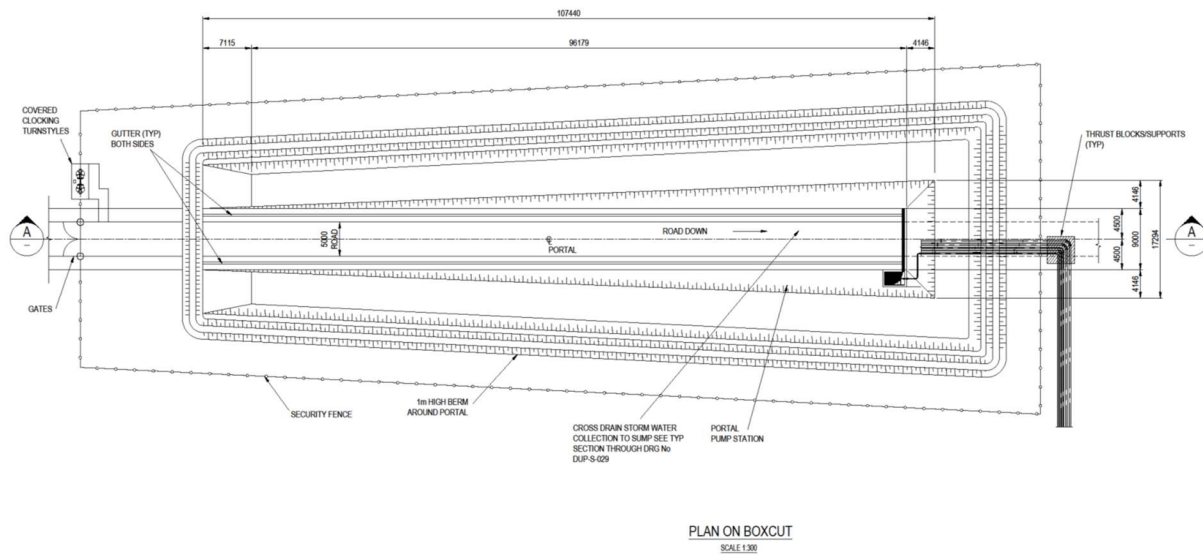 107440
7115
96179
4146
COVERED
CLOCKING
TURNSTYLES
GUTTER (TYP)
BOTH SIDES
THRUST BLOCKS/SUPPORTS
(TYP)
A
–
5000
ROAD
ROAD DOWN
℄
PORTAL
4146
4500
9000
17294
4500
4146
A
–
GATES
SECURITY FENCE
1m HIGH BERM
AROUND PORTAL
CROSS DRAIN STORM WATER
COLLECTION TO SUMP SEE TYP
SECTION THROUGH DRG No
DUP-S-029
PORTAL
PUMP STATION
PLAN ON BOXCUT
SCALE 1:300